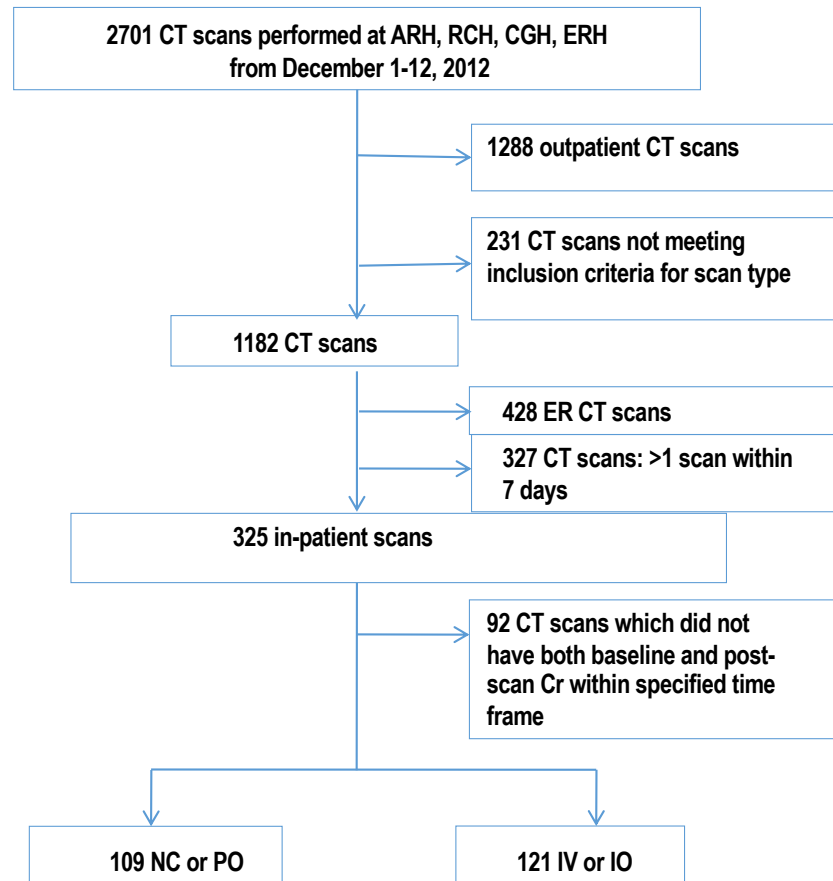 2701 CT scans performed at ARH, RCH, CGH, ERH
from December 1-12, 2012
1288 outpatient CT scans
231 CT scans not meeting
inclusion criteria for scan type
1182 CT scans
428 ER CT scans
327 CT scans: >1 scan within
7 days
325 in-patient scans
92 CT scans which did not
have both baseline and post-
scan Cr within specified time
frame
109 NC or PO
121 IV or IO